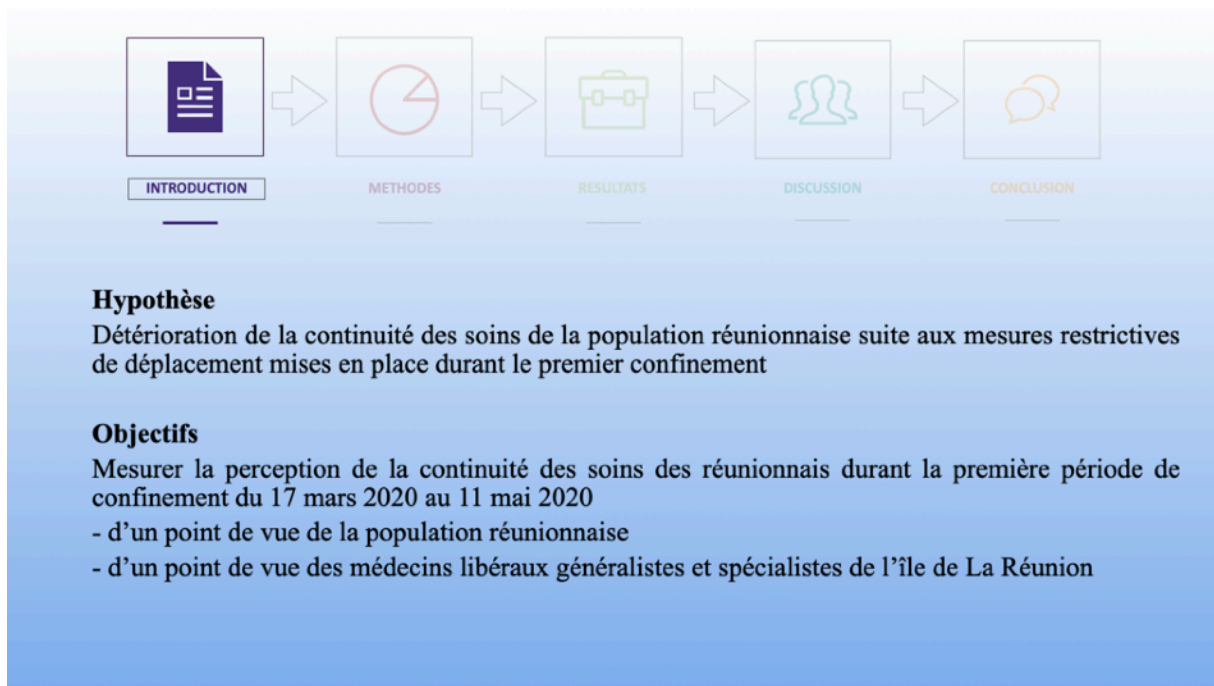 INTRODUCTION
METHODES
RESULTATS
DISCUSSION
CONCLUSION
Hypothèse
Détérioration de la continuité des soins de la population réunionnaise suite aux mesures restrictives
de déplacement mises en place durant le premier confinement
Objectifs
Mesurer la perception de la continuité des soins des réunionnais durant la première période de
confinement du 17 mars 2020 au 11 mai 2020
- d’un point de vue de la population réunionnaise
- d’un point de vue des médecins libéraux généralistes et spécialistes de l’île de La Réunion